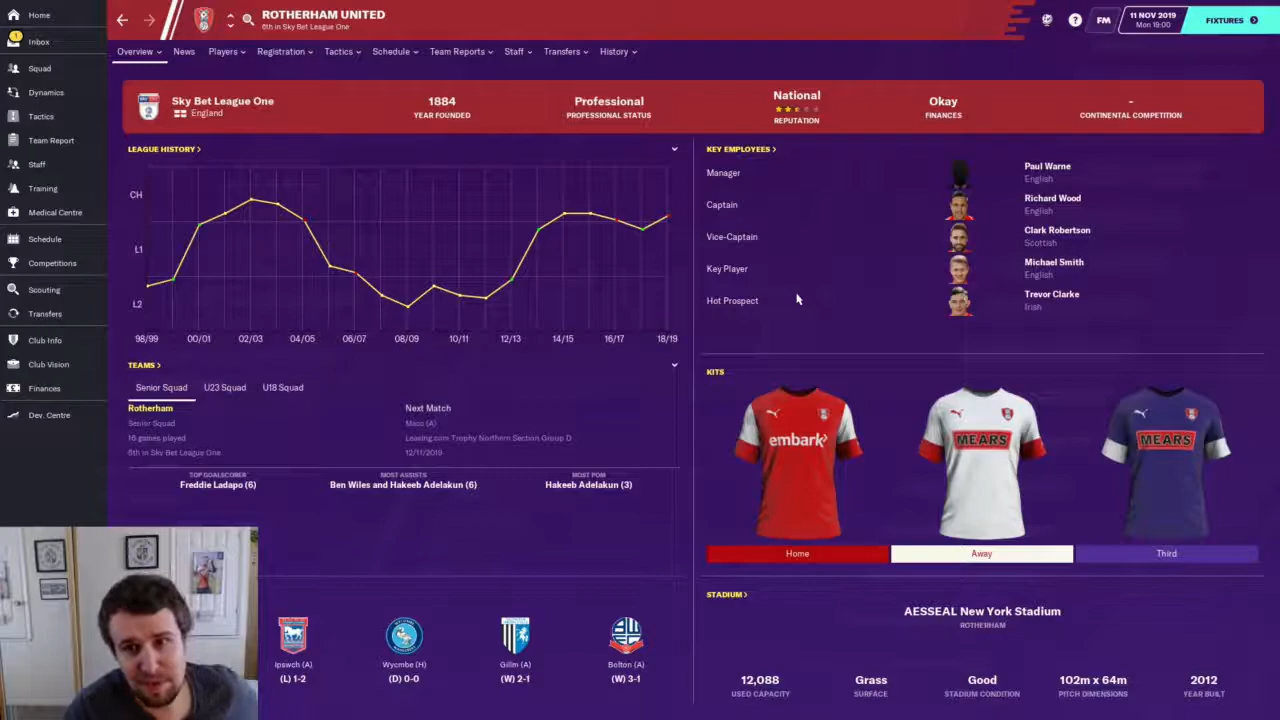 Home
Inbox
1
Squad
Dynamics
Tactics
Team Report
Staff
Training
Medical Centre
Schedule
Competitions
Scouting
Transfers
Club Info
Club Vision
Finances
Dev. Centre
ROTHERHAM UNITED
6th in Sky Bet League One
?
FM
11 NOV 2019
Mon 19:00
FIXTURES
Overview
News
Players
Registration
Tactics
Schedule
Team Reports
Staff
Transfers
History
Sky Bet League One
England
1884
YEAR FOUNDED
Professional
PROFESSIONAL STATUS
National
REPUTATION
Okay
FINANCES
-
CONTINENTAL COMPETITION
LEAGUE HISTORY >
CH
L1
L2
98/99 00/01 02/03 04/05 06/07 08/09 10/11 12/13 14/15 16/17 18/19
KEY EMPLOYEES >
Manager
Paul Warne
English
Captain
Richard Wood
English
Vice-Captain
Clark Robertson
Scottish
Key Player
Michael Smith
English
Hot Prospect
Trevor Clarke
Irish
TEAMS >
Senior Squad U23 Squad U18 Squad
Rotherham
Senior Squad
16 games played
6th in Sky Bet League One
Next Match
Macc (A)
Leasing.com Trophy Northern Section Group D
12/11/2019
TOP GOALSCORER
Freddie Ladapo (6)
MOST ASSISTS
Ben Wiles and Hakeeb Adelakun (6)
MOST POM
Hakeeb Adelakun (3)
KITS
embark
MEARS
MEARS
Home
Away
Third
Ipswch (A)
(L) 1-2
Wycmbe (H)
(D) 0-0
Gillm (A)
(W) 2-1
Bolton (A)
(W) 3-1
STADIUM >
AESSEAL New York Stadium
ROTHERHAM
12,088
USED CAPACITY
Grass
SURFACE
Good
STADIUM CONDITION
102m x 64m
PITCH DIMENSIONS
2012
YEAR BUILT